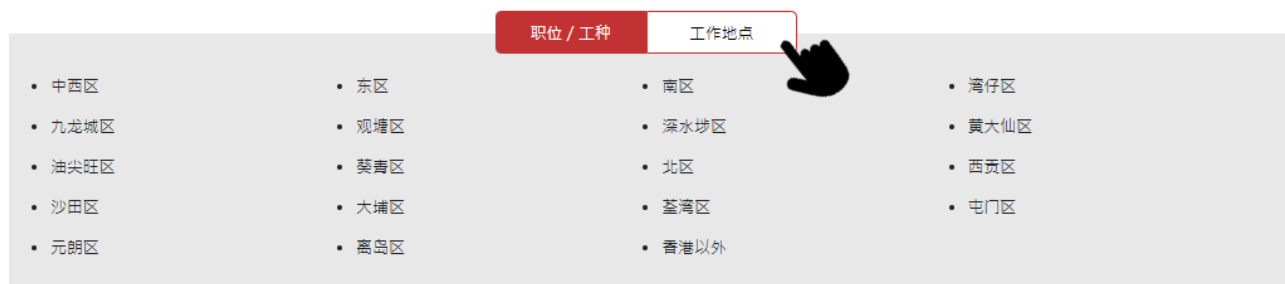 职位 / 工种 工作地点
中西区 东区 南区 湾仔区
九龙城区 观塘区 深水埗区 黄大仙区
油尖旺区 葵青区 北区 西贡区
沙田区 大埔区 荃湾区 屯门区
元朗区 离岛区 香港以外